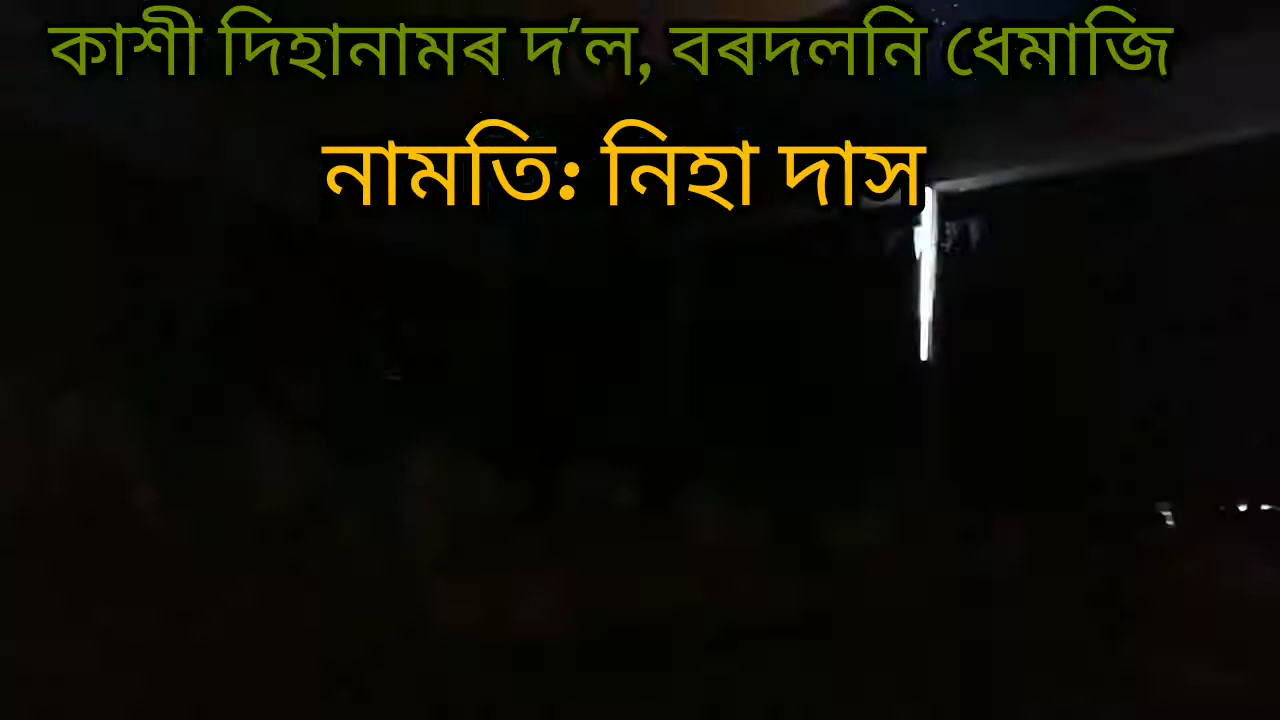 কাশী দিহানামৰ দ'ল, বৰদলনি ধেমাজি
নামতি: নিহা দাস